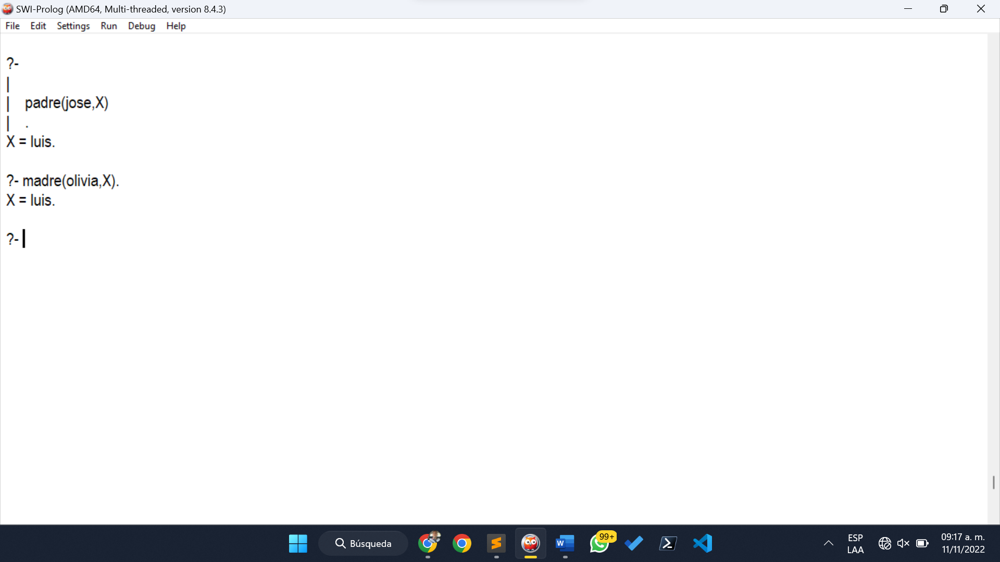 SWI-Prolog (AMD64, Multi-threaded, version 8.4.3)
File Edit Settings Run Debug Help
?-
|
| padre(jose,X)
| .
X = luis.
?- madre(olivia,X).
X = luis.
?-
Búsqueda
99+
ESP
LAA
09:17 a. m.
11/11/2022